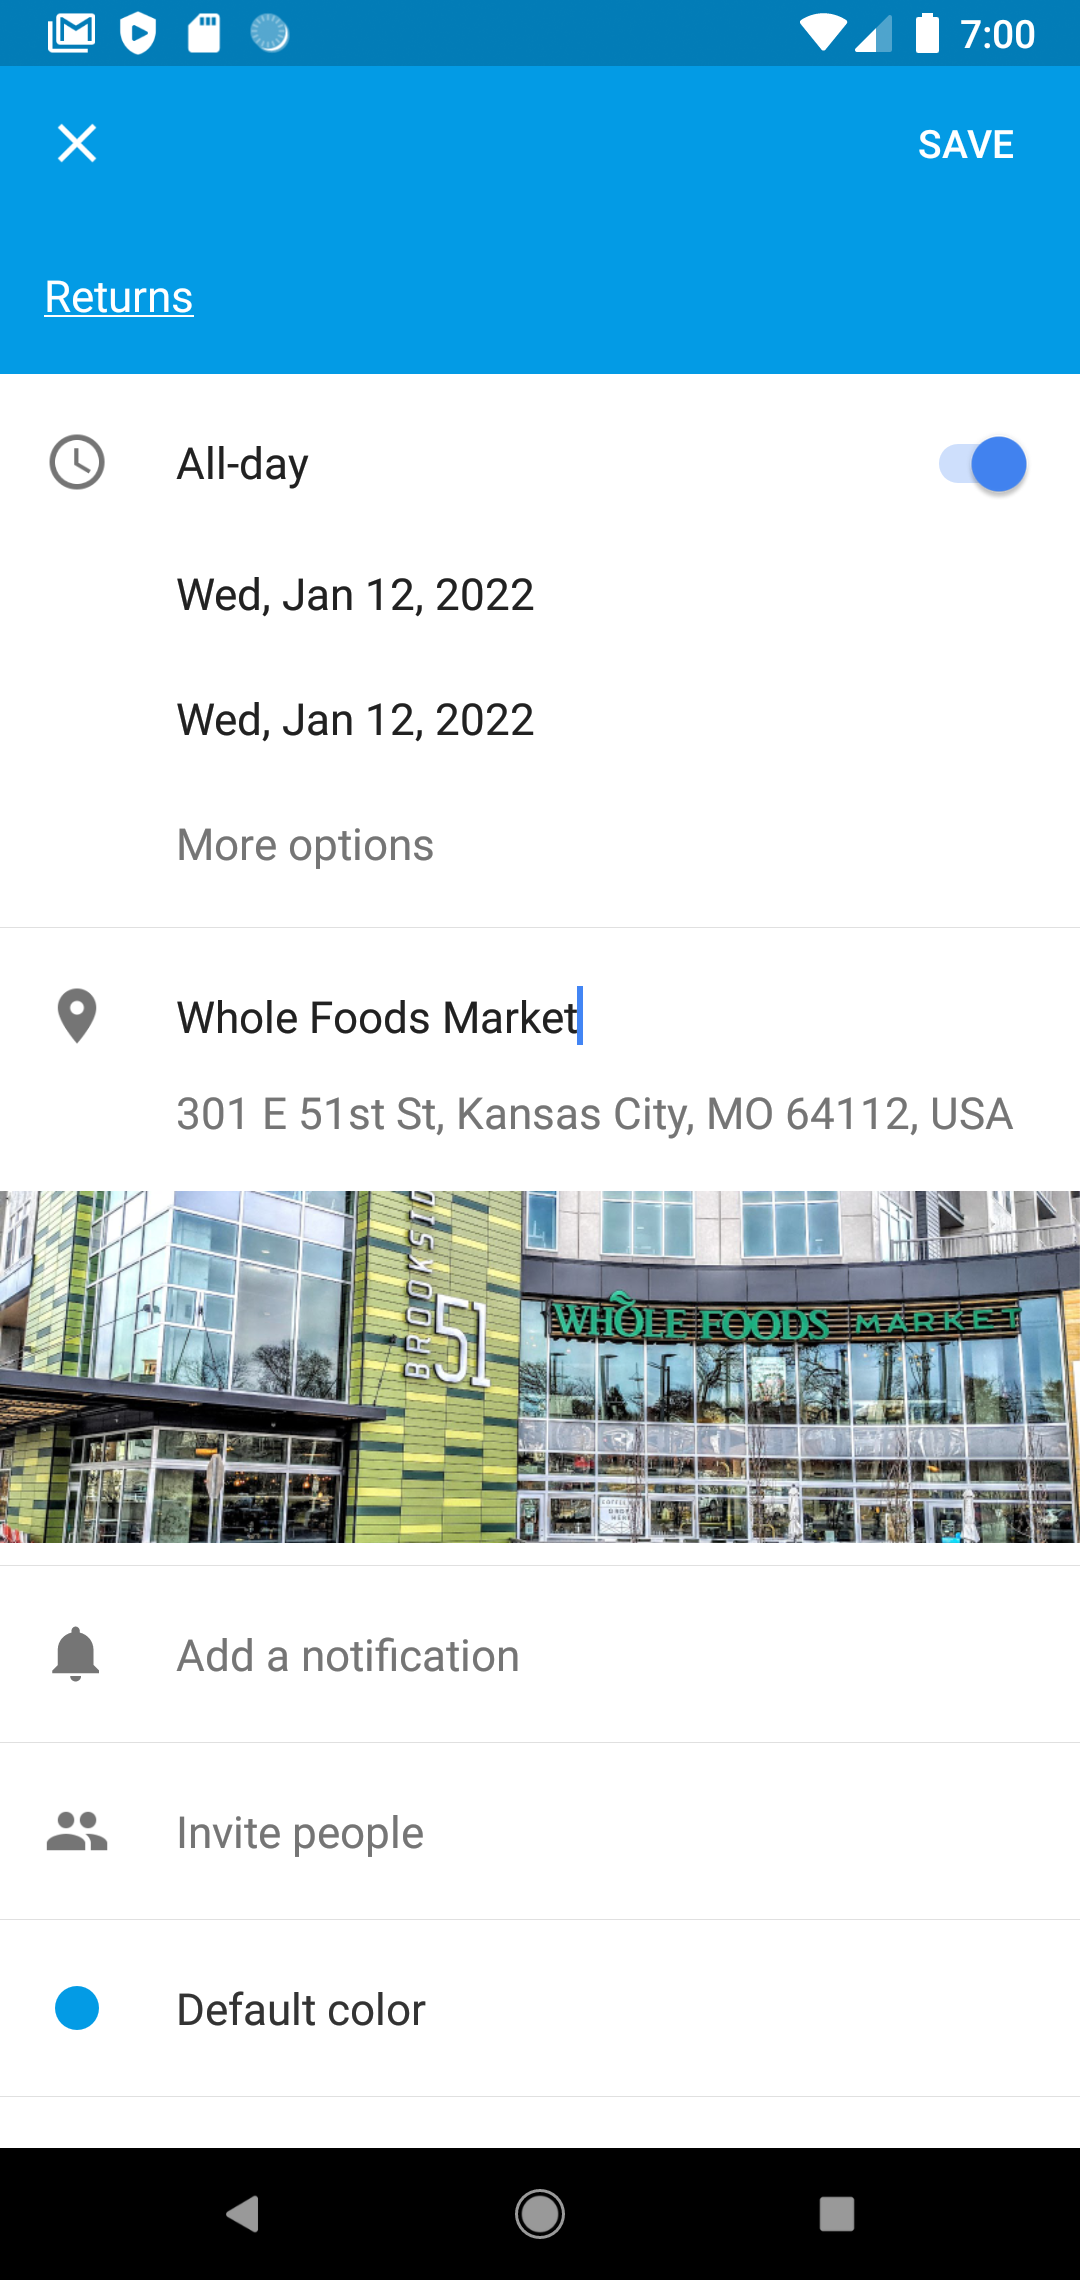 7:00
SAVE
Returns
All-day
Wed, Jan 12, 2022
Wed, Jan 12, 2022
More options
Whole Foods Market
301 E 51st St, Kansas City, MO 64112, USA
BROOKSID
51
WHOLE FOODS MARKET
Add a notification
Invite people
Default color